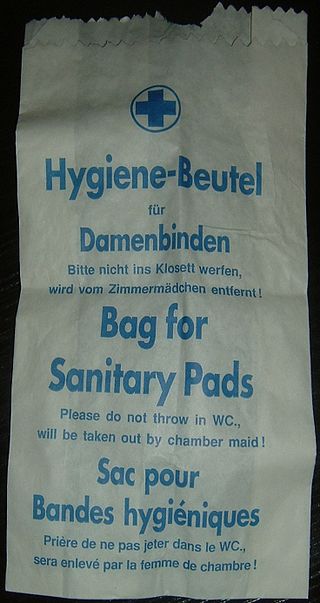 Hygiene-Beutel
für
Damenbinden
Bitte nicht ins Klosett werfen,
wird vom Zimmermädchen entfernt!
Bag for
Sanitary Pads
Please do not throw in WC.,
will be taken out by chamber maid!
Sac pour
Bandes hygiéniques
Prière de ne pas jeter dans le WC.,
sera enlevé par la femme de chambre!